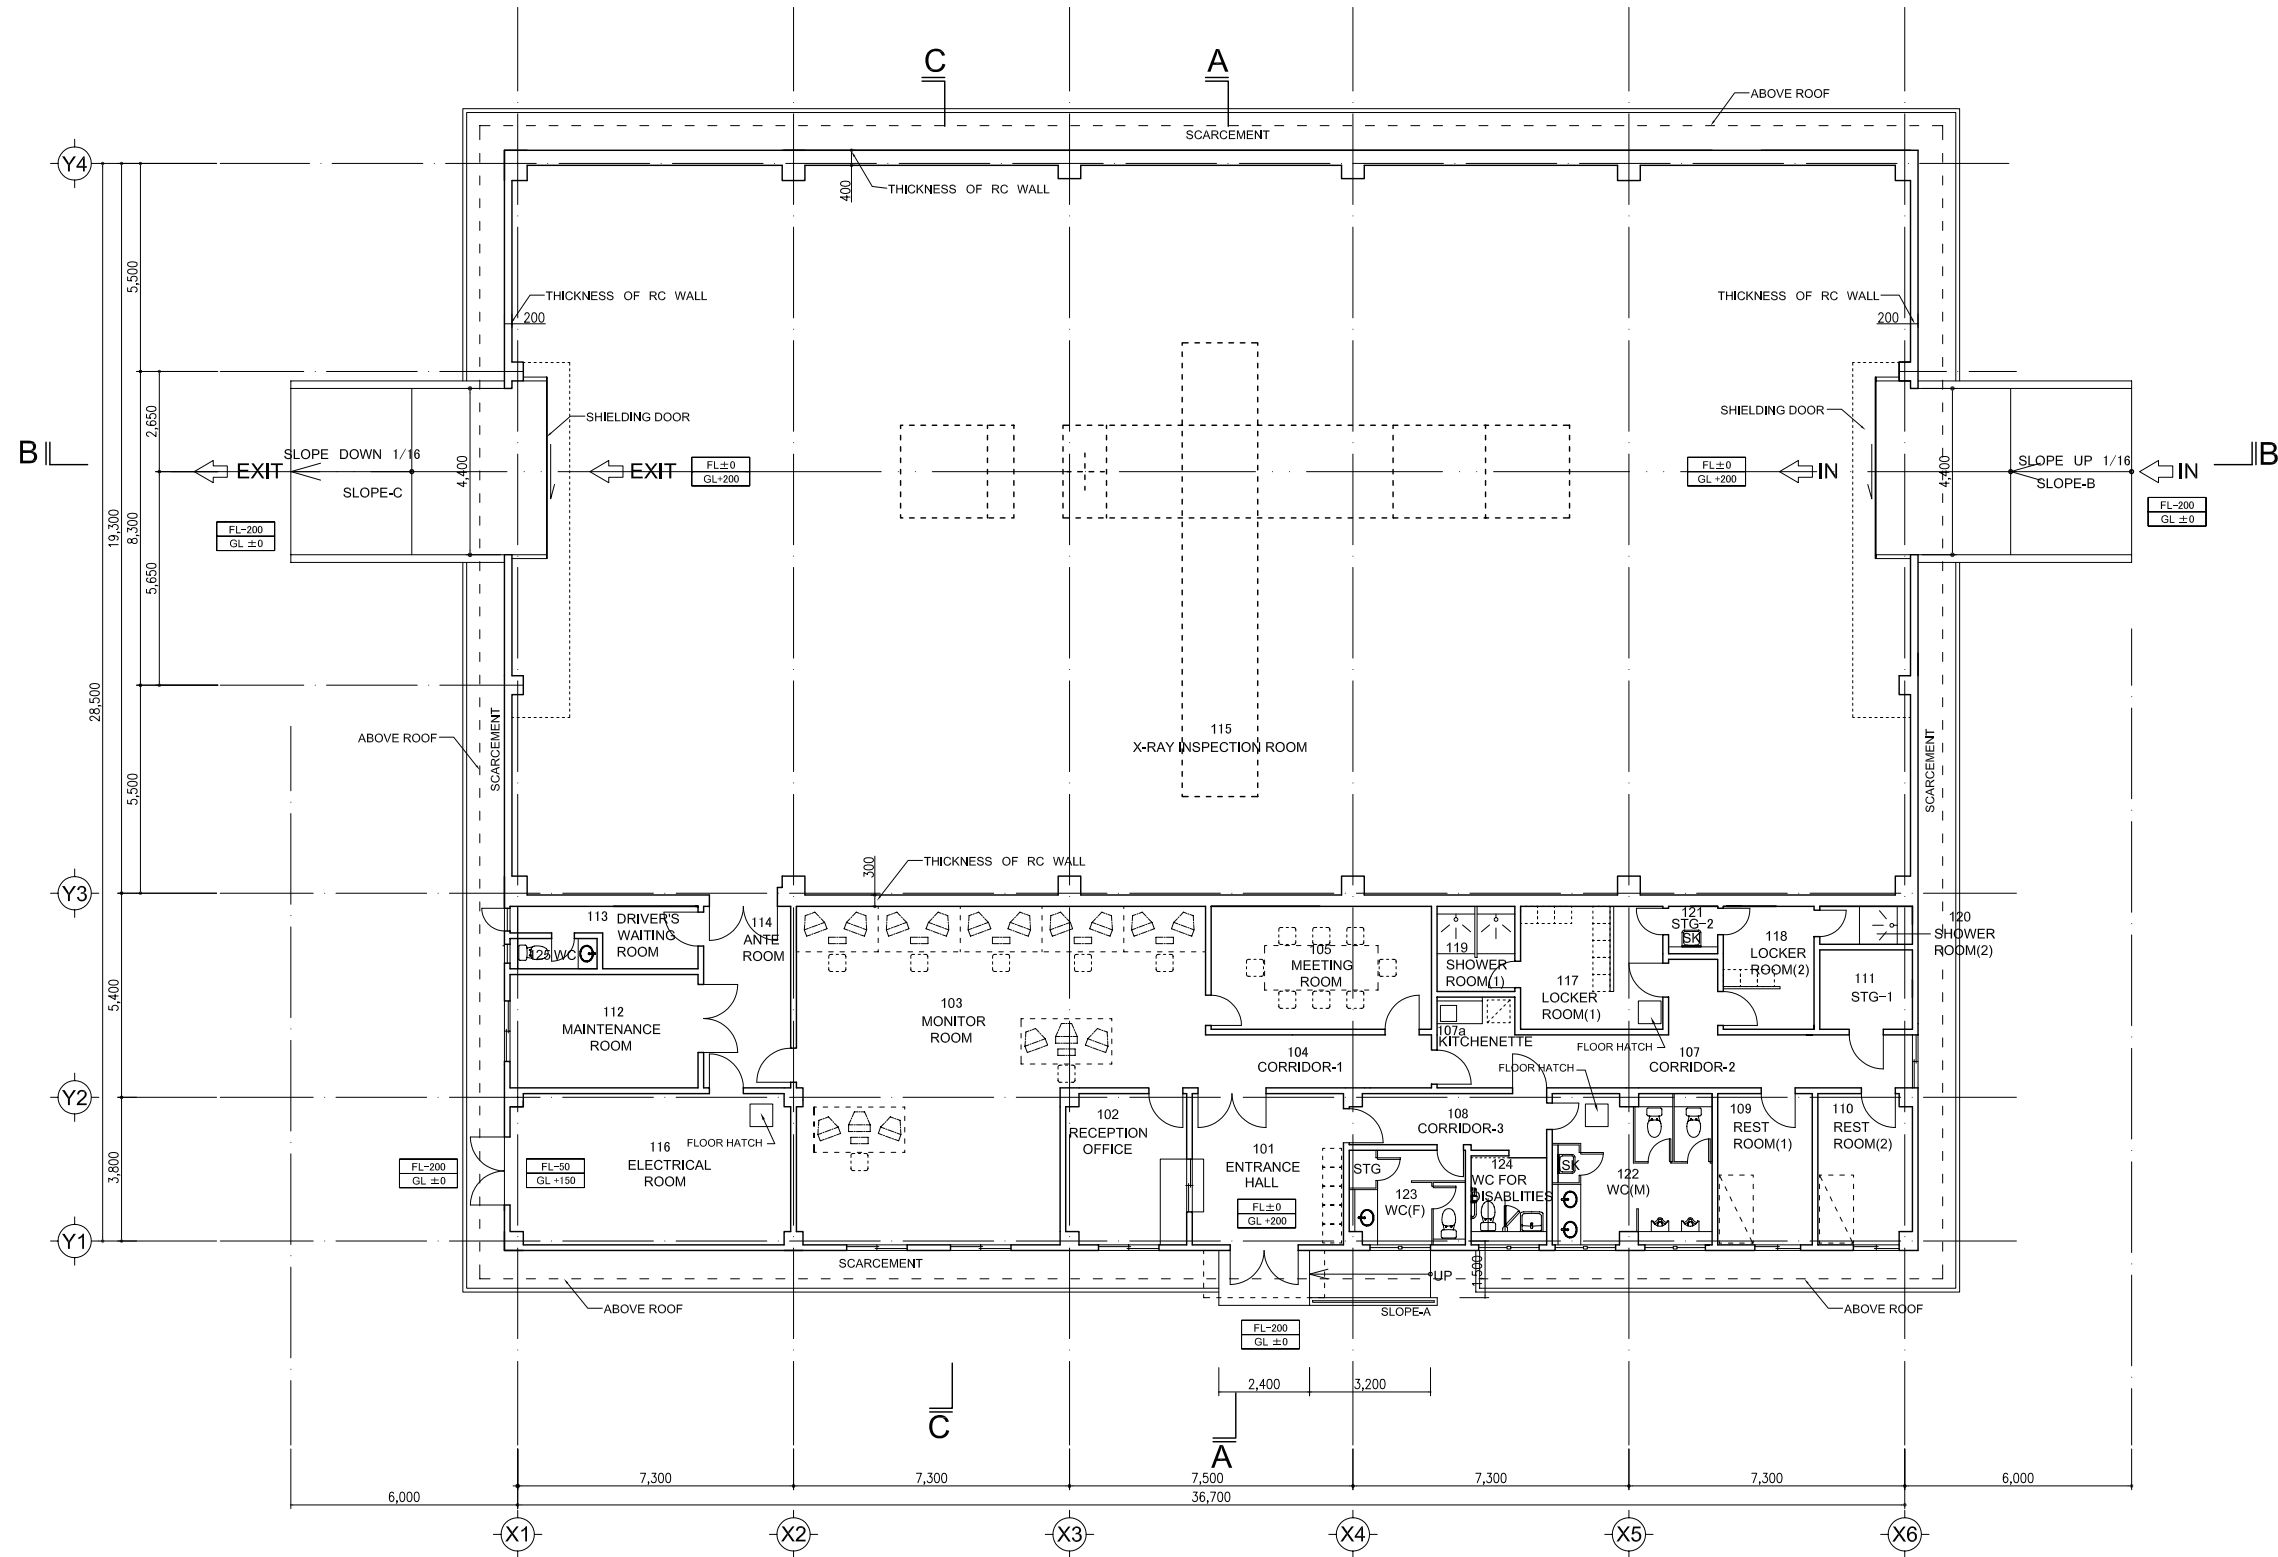 C
A
ABOVE ROOF
SCARCEMENT
Y4
THICKNESS OF RC WALL
400
5,500
THICKNESS OF RC WALL
200
THICKNESS OF RC WALL
200
2,650
SHIELDING DOOR
SHIELDING DOOR
B
SLOPE DOWN 1/16
EXIT
SLOPE-C
4,400
EXIT
FL±0
GL+200
FL±0
GL +200
IN
4,400
SLOPE UP 1/16
SLOPE-B
IN
B
FL-200
GL ±0
FL-200
GL ±0
19,300
8,300
5,650
28,500
SCARCEMENT
ABOVE ROOF
115
X-RAY INSPECTION ROOM
SCARCEMENT
5,500
300
THICKNESS OF RC WALL
Y3
113
DRIVER'S
WAITING
ROOM
125 WC
114
ANTE
ROOM
105
MEETING
ROOM
119
SHOWER
ROOM(1)
117
LOCKER
ROOM(1)
121
STG-2
SK
118
LOCKER
ROOM(2)
120
SHOWER
ROOM(2)
111
STG-1
5,400
112
MAINTENANCE
ROOM
103
MONITOR
ROOM
107a
KITCHENETTE
104
CORRIDOR-1
FLOOR HATCH
107
CORRIDOR-2
FLOOR HATCH
Y2
102
RECEPTION
OFFICE
108
CORRIDOR-3
109
REST
ROOM(1)
110
REST
ROOM(2)
FLOOR HATCH
116
ELECTRICAL
ROOM
101
ENTRANCE
HALL
FL±0
GL +200
STG
123
WC(F)
124
WC FOR
DISABLITIES
SK
122
WC(M)
3,800
FL-200
GL ±0
FL-50
GL +150
Y1
SCARCEMENT
1,500
UP
SLOPE-A
ABOVE ROOF
ABOVE ROOF
FL-200
GL ±0
2,400
3,200
C
A
7,300
7,300
7,500
7,300
7,300
6,000
6,000
36,700
X1
X2
X3
X4
X5
X6